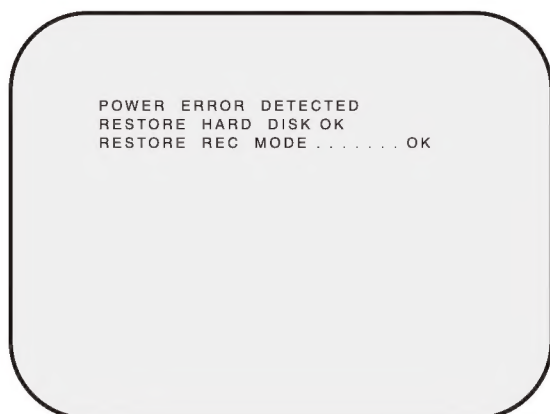 POWER ERROR DETECTED
RESTORE HARD DISK OK
RESTORE REC MODE . . . . . . . OK